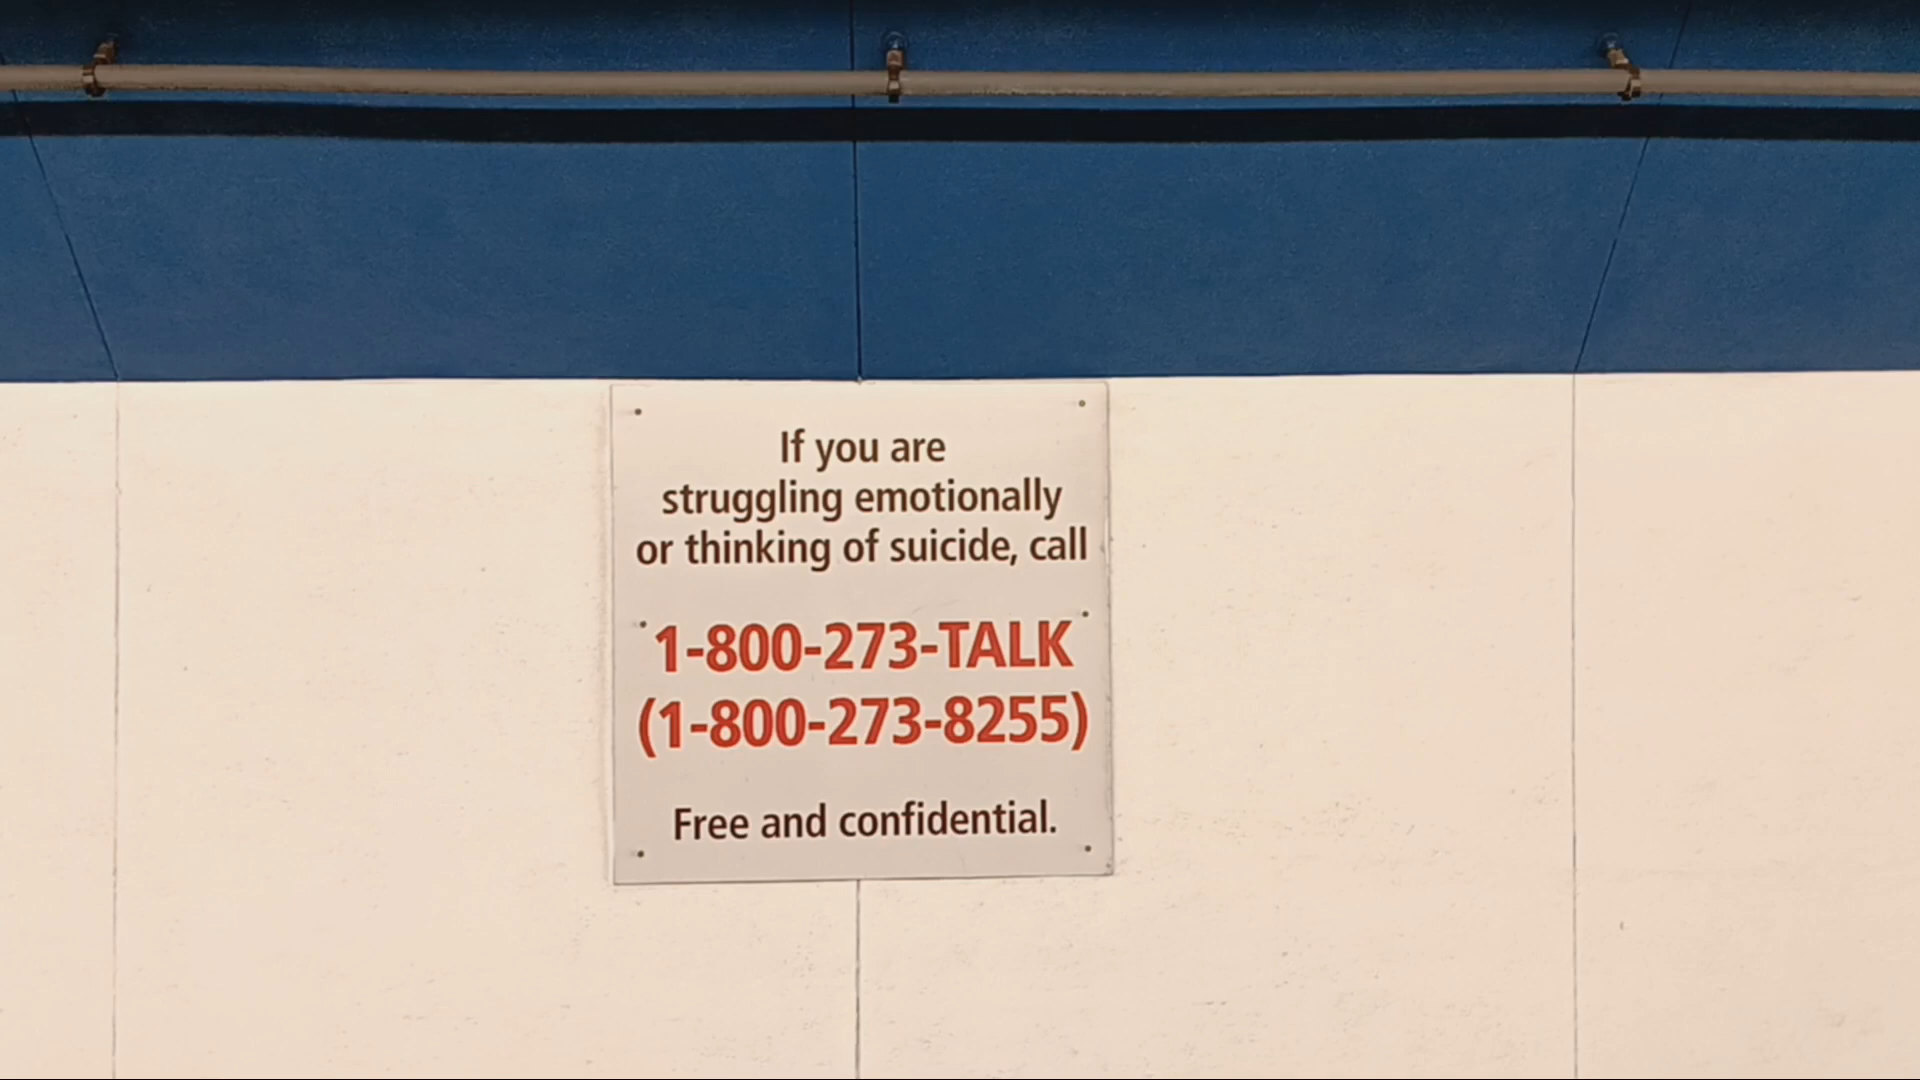 If you are
struggling emotionally
or thinking of suicide, call
1-800-273-TALK
(1-800-273-8255)
Free and confidential.